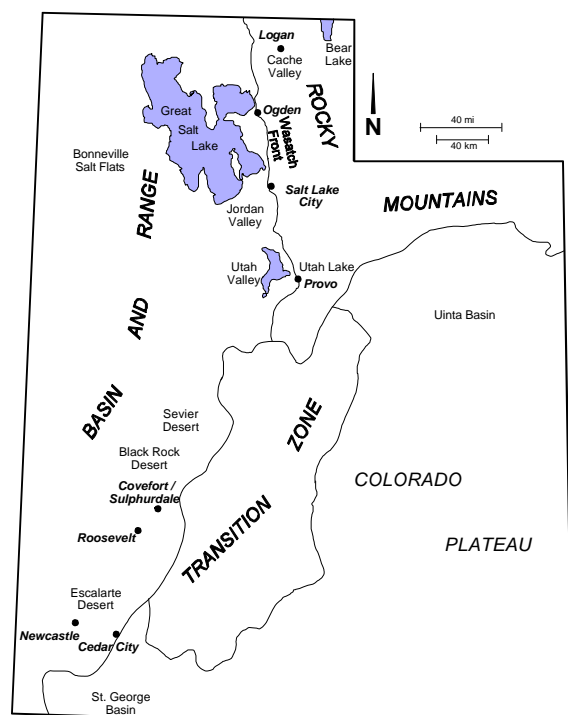 Logan
Bear
Lake
Cache
Valley
ROCKY
Great
Salt
Lake
Ogden
Wasatch
Front
N
40 mi
40 km
Bonneville
Salt Flats
Salt Lake
City
MOUNTAINS
RANGE
Jordan
Valley
Utah
Valley
Utah Lake
Provo
Uinta Basin
AND
BASIN
Sevier
Desert
ZONE
Black Rock
Desert
COLORADO
Covefort /
Sulphurdale
TRANSITION
Roosevelt
PLATEAU
Escalarte
Desert
Newcastle
Cedar City
St. George
Basin